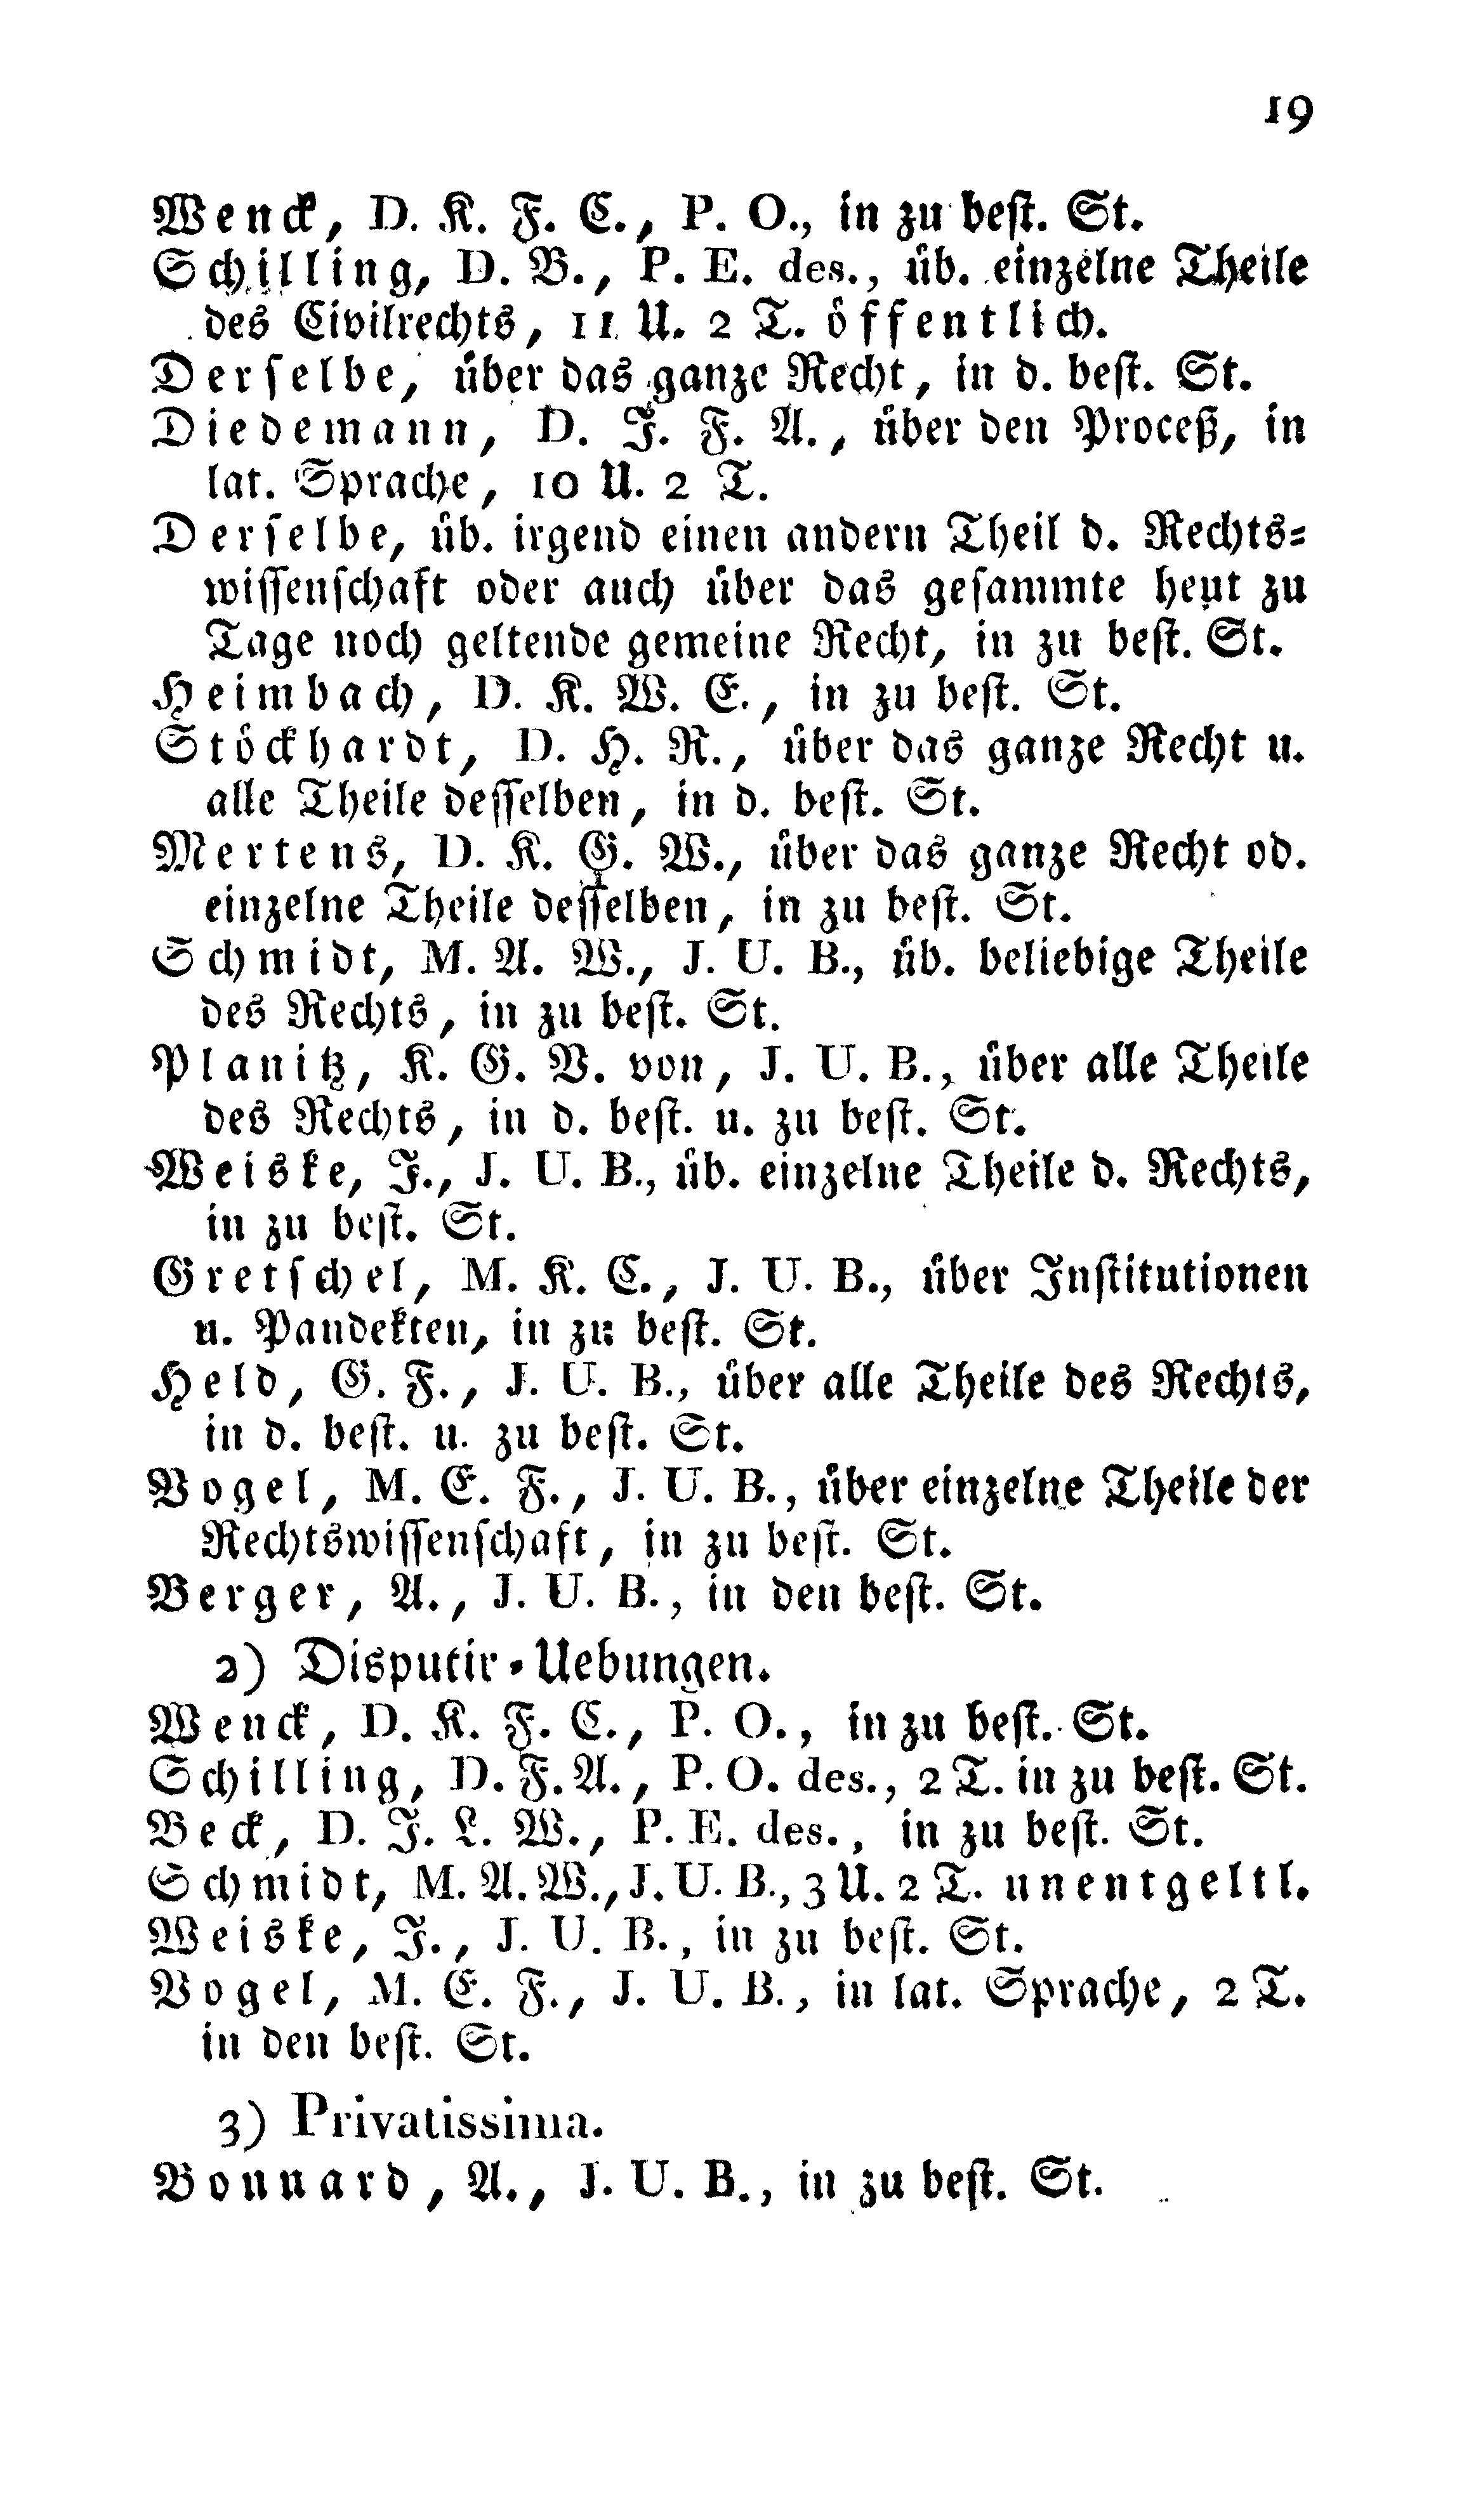 19
Wenck, D. K. F. C., P. O., in zu best. St.
Schilling, D. B., P. E. des., üb. einzelne Theile
des Civilrechts, 11 U. 2 T. öffentlich.
Derselbe, über das ganze Recht, in d. best. St.
Diedemann, D. J. F. A., über den Proceß, in
lat. Sprache, 10 U. 2 T.
Derselbe, üb. irgend einen andern Theil d. Rechts-
wissenschaft oder auch über das gesammte heut zu
Tage noch geltende gemeine Recht, in zu best. St.
Heimbach, D. K. W. E., in zu best. St.
Stöckhardt, D. H. R., über das ganze Recht u.
alle Theile desselben, in d. best. St.
Mertens, D. K. G. W., über das ganze Recht od.
einzelne Theile desselben, in zu best. St.
Schmidt, M. A. W., J. U. B., üb. beliebige Theile
des Rechts, in zu best. St.
Planitz, K. G. V. von, J. U. B., über alle Theile
des Rechts, in d. best. u. zu best. St.
Weiske, J., J. U. B., üb. einzelne Theile d. Rechts,
in zu best. St.
Gretschel, M. K. C., J. U. B., über Institutionen
u. Pandekten, in zu best. St.
Held, G. F., J. U. B., über alle Theile des Rechts,
in d. best. u. zu best. St.
Vogel, M. E. F., J. U. B., über einzelne Theile der
Rechtswissenschaft, in zu best. St.
Berger, A., J. U. B., in den best. St.
2) Disputir-Uebungen.
Wenck, D. K. F. C., P. O., in zu best. St.
Schilling, D. F. A., P. O. des., 2 T. in zu best. St.
Beck, D. J. L. W., P. E. des., in zu best. St.
Schmidt, M. A. W., J. U. B., 3 U. 2 T. unentgeltl.
Weiske, J., J. U. B., in zu best. St.
Vogel, M. E. F., J. U. B., in lat. Sprache, 2 T.
in den best. St.
3) Privatissima.
Bonnard, A., J. U. B., in zu best. St.